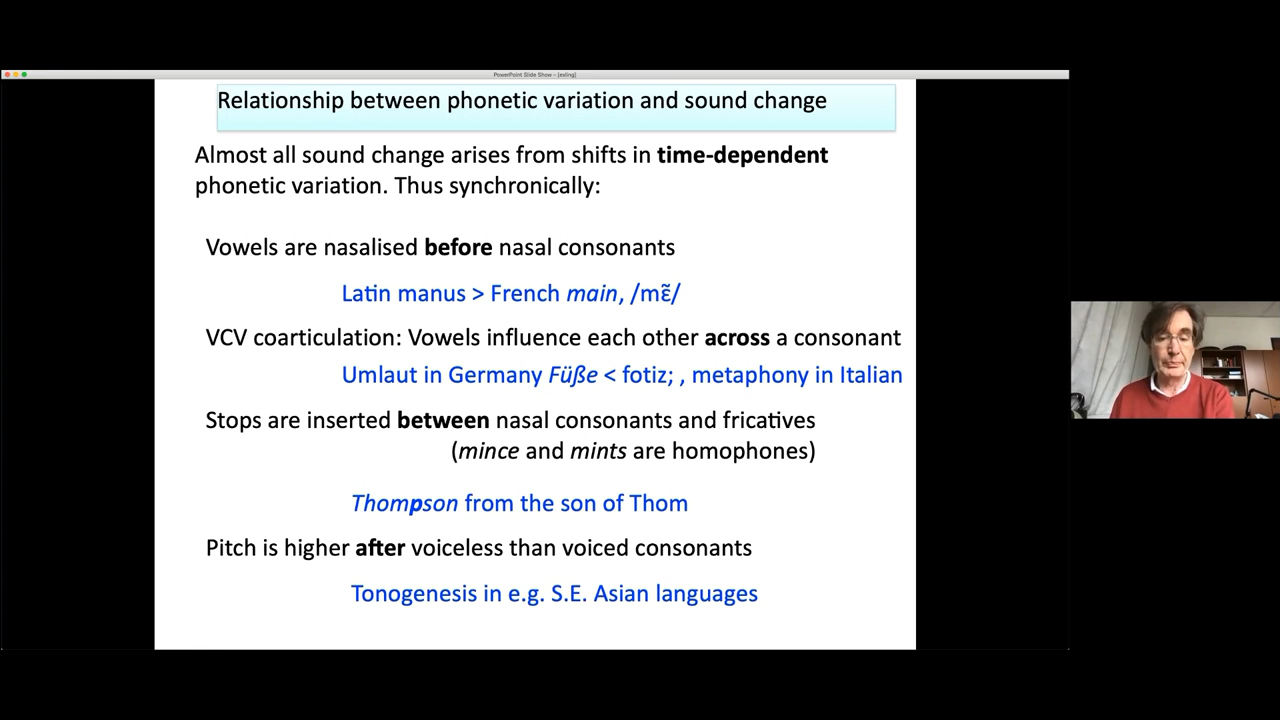 PowerPoint Slide Show - [exling]
Relationship between phonetic variation and sound change
Almost all sound change arises from shifts in time-dependent
phonetic variation. Thus synchronically:
Vowels are nasalised before nasal consonants
Latin manus > French main, /mɛ̃/
VCV coarticulation: Vowels influence each other across a consonant
Umlaut in Germany Füße < fotiz; , metaphony in Italian
Stops are inserted between nasal consonants and fricatives
(mince and mints are homophones)
Thompson from the son of Thom
Pitch is higher after voiceless than voiced consonants
Tonogenesis in e.g. S.E. Asian languages